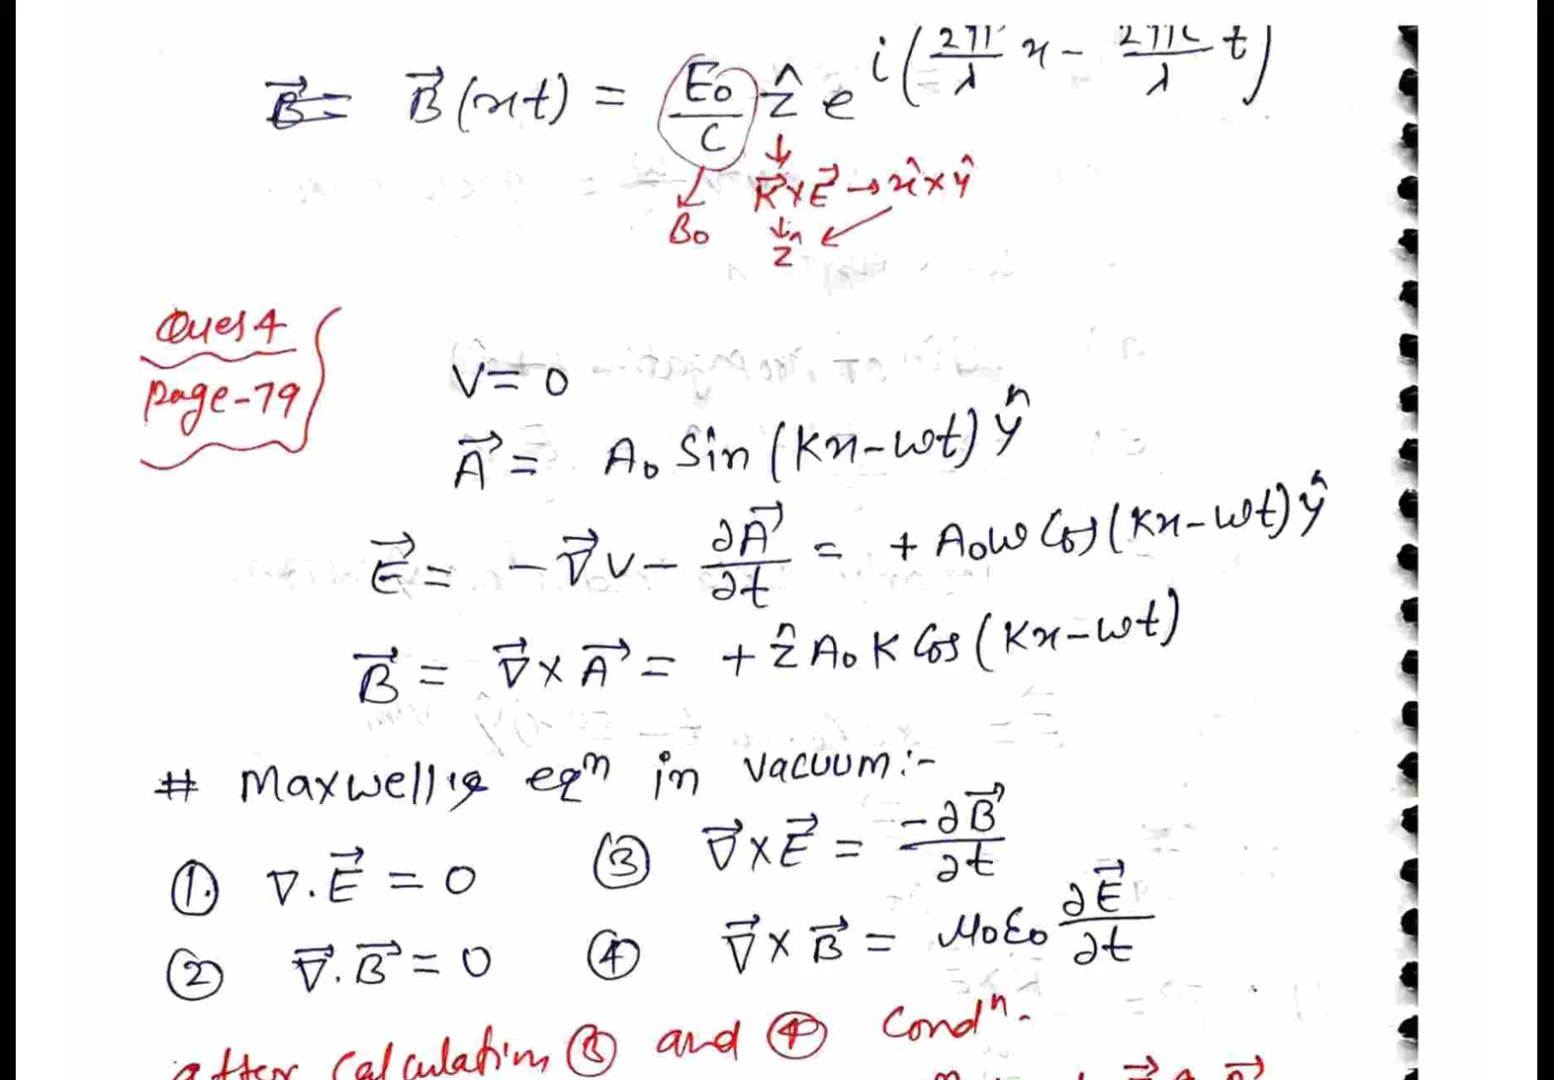 B⃗ = B⃗(xt) = E₀/C ẑ e^i(2π/λ x - 2πc/λ t)
↓
K⃗×E⃗ → x̂×ŷ
B₀ ↓ ẑ
Ques 4
Page-79
V = 0
A⃗ = A₀ Sin(Kx-ωt) ŷ
E⃗ = -∇⃗V - ∂A⃗/∂t = + A₀ω Cos(Kx-ωt) ŷ
B⃗ = ∇⃗×A⃗ = + ẑ A₀ K Cos(Kx-ωt)
# Maxwell's eqⁿ in vacuum:-
① ∇.E⃗ = 0 ③ ∇⃗×E⃗ = -∂B⃗/∂t
② ∇⃗.B⃗ = 0 ④ ∇⃗×B⃗ = μ₀ε₀ ∂E⃗/∂t
after calculation ③ and ④ condⁿ.